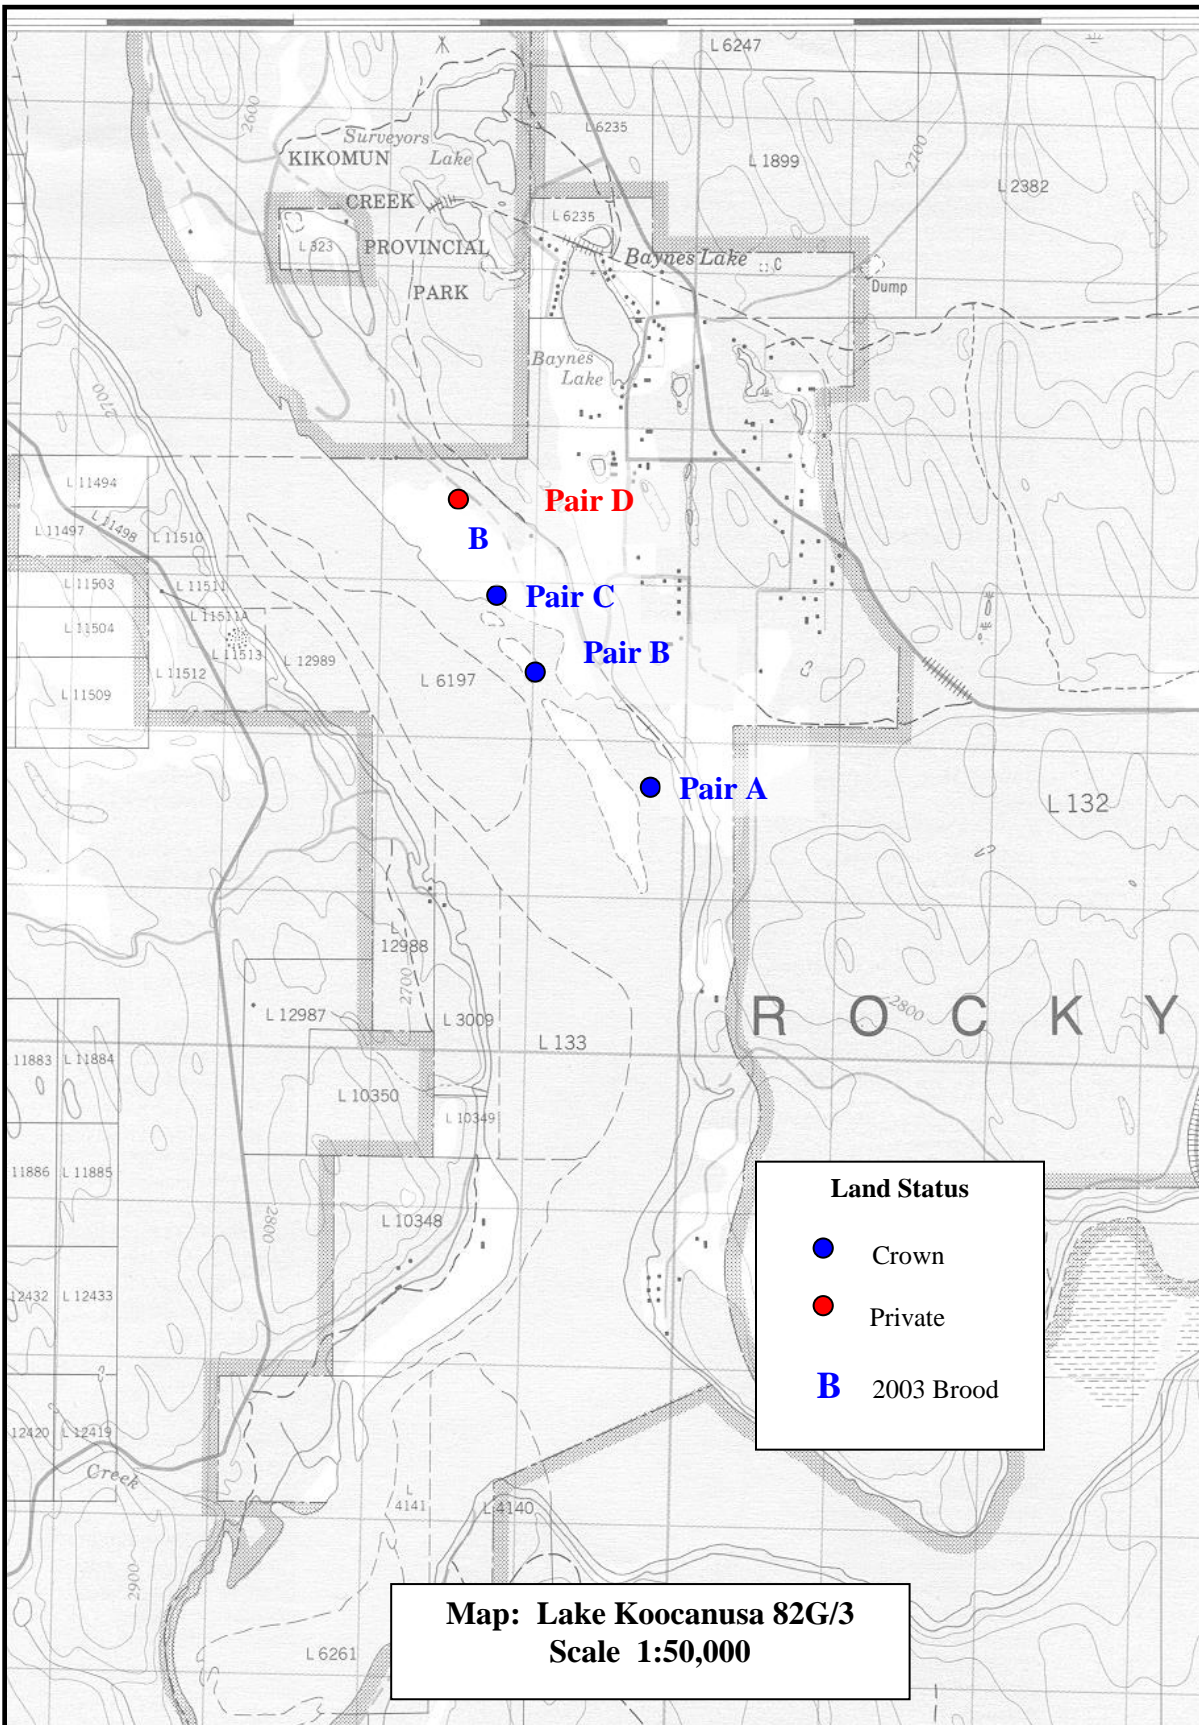 L 6247
2600
Surveyors
L 6235
KIKOMUN
Lake
L 1899
2700
L 2382
CREEK
L 6235
L 323
PROVINCIAL
Baynes Lake
C
PARK
Dump
Baynes
Lake
2700
L 11494
Pair D
L 11497
L 11498
L 11510
B
L 11503
L 11511
Pair C
L 11511A
L 11504
L 11513
L 12989
Pair B
L 11512
L 6197
L 11509
Pair A
L 132
L
12988
2700
2800
L 12987
L 3009
ROCKY
L 133
11883
L 11884
L 10350
L 10349
11886
L 11885
Land Status
2800
L 10348
Crown
12432
L 12433
Private
B 2003 Brood
12420
L 12419
Creek
L
4141
L 4140
2900
Map: Lake Koocanusa 82G/3
Scale 1:50,000
L 6261